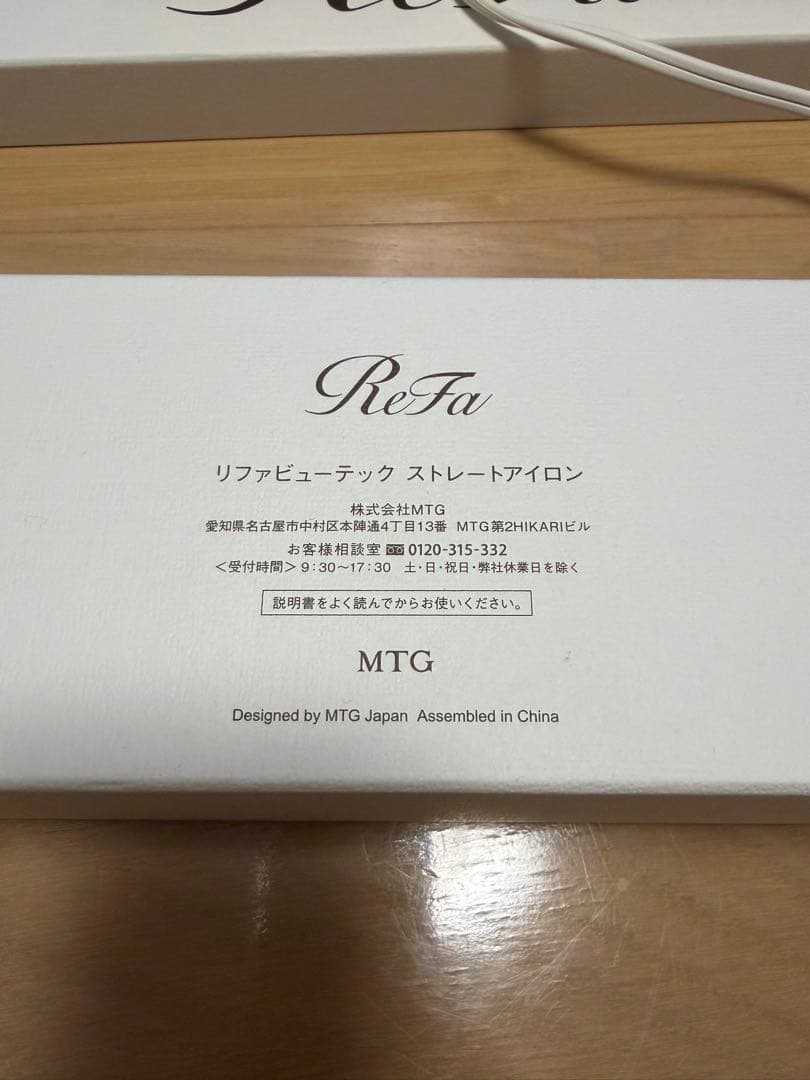 ReFa
リファビューテック ストレートアイロン
株式会社MTG
愛知県名古屋市中村区本陣通4丁目13番 MTG第2HIKARIビル
お客様相談室 0120-315-332
＜受付時間＞9:30〜17:30 土・日・祝日・弊社休業日を除く
説明書をよく読んでからお使いください。
MTG
Designed by MTG Japan Assembled in China